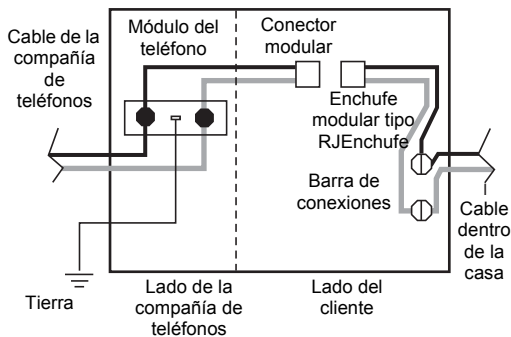 Cable de la
compañía
de
teléfonos
Módulo del
teléfono
Conector
modular
Enchufe
modular tipo
RJEnchufe
Barra de
conexiones
Cable
dentro
de la
casa
Tierra
Lado de la
compañía de
teléfonos
Lado del
cliente